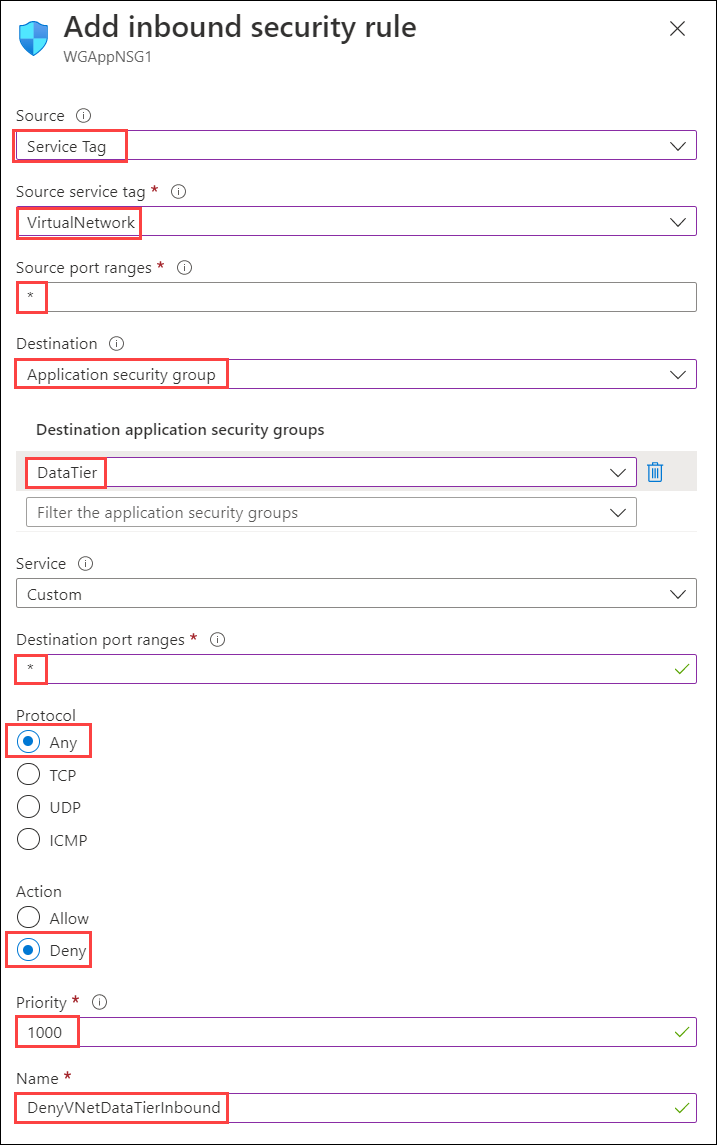 Add inbound security rule
WGAppNSG1
Source
Service Tag
Source service tag *
VirtualNetwork
Source port ranges *
*
Destination
Application security group
Destination application security groups
DataTier
Filter the application security groups
Service
Custom
Destination port ranges *
*
Protocol
Any
TCP
UDP
ICMP
Action
Allow
Deny
Priority *
1000
Name *
DenyVNetDataTierInbound